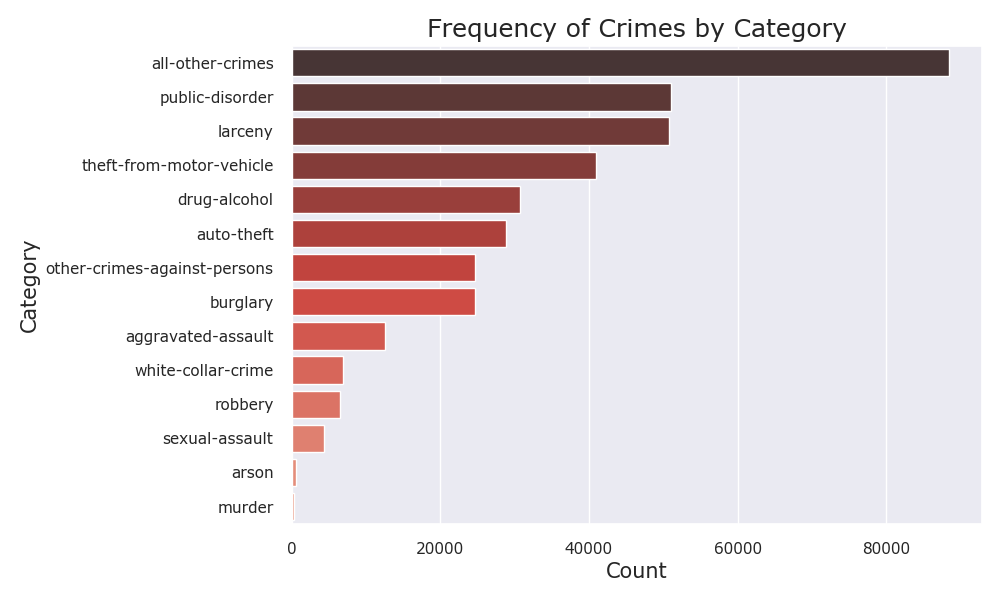 Frequency of Crimes by Category
Category
all-other-crimes
public-disorder
larceny
theft-from-motor-vehicle
drug-alcohol
auto-theft
other-crimes-against-persons
burglary
aggravated-assault
white-collar-crime
robbery
sexual-assault
arson
murder
0 20000 40000 60000 80000
Count